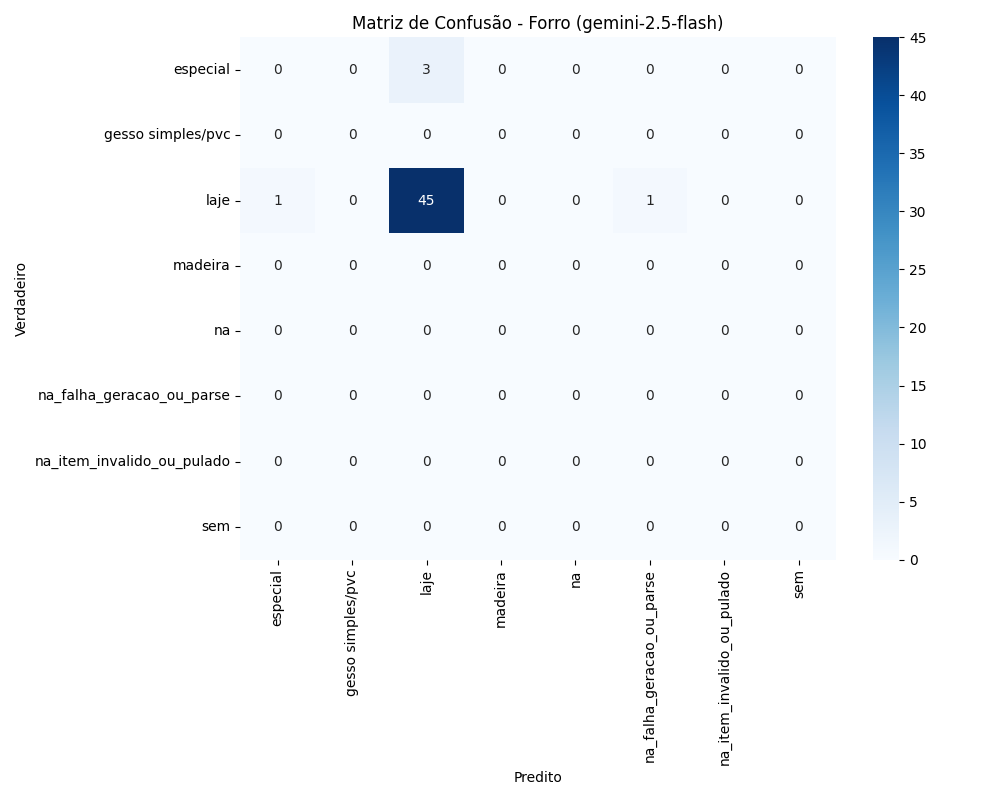 Matriz de Confusão - Forro (gemini-2.5-flash)
Verdadeiro
especial 0 0 3 0 0 0 0 0
gesso simples/pvc 0 0 0 0 0 0 0 0
laje 1 0 45 0 0 1 0 0
madeira 0 0 0 0 0 0 0 0
na 0 0 0 0 0 0 0 0
na_falha_geracao_ou_parse 0 0 0 0 0 0 0 0
na_item_invalido_ou_pulado 0 0 0 0 0 0 0 0
sem 0 0 0 0 0 0 0 0
especial
gesso simples/pvc
laje
madeira
na
na_falha_geracao_ou_parse
na_item_invalido_ou_pulado
sem
Predito
45
40
35
30
25
20
15
10
5
0